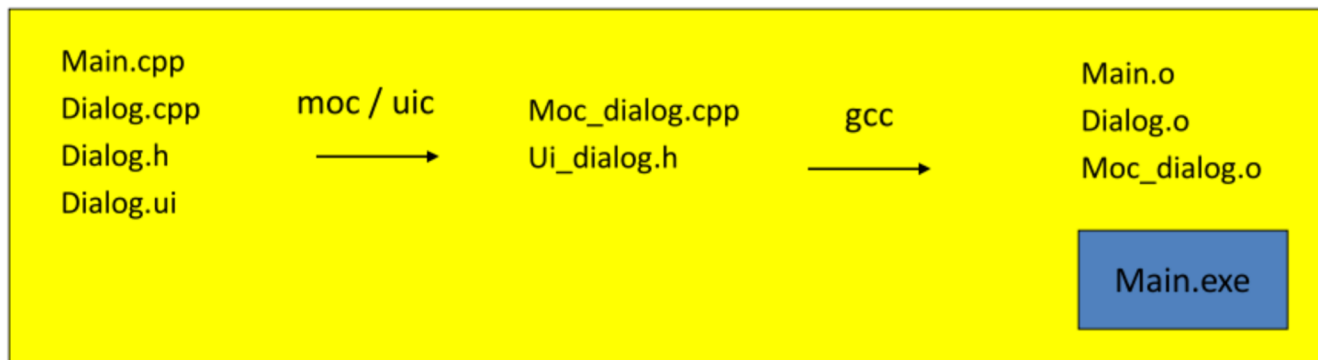 Main.cpp
Dialog.cpp
Dialog.h
Dialog.ui
moc / uic
Moc_dialog.cpp
Ui_dialog.h
gcc
Main.o
Dialog.o
Moc_dialog.o
Main.exe